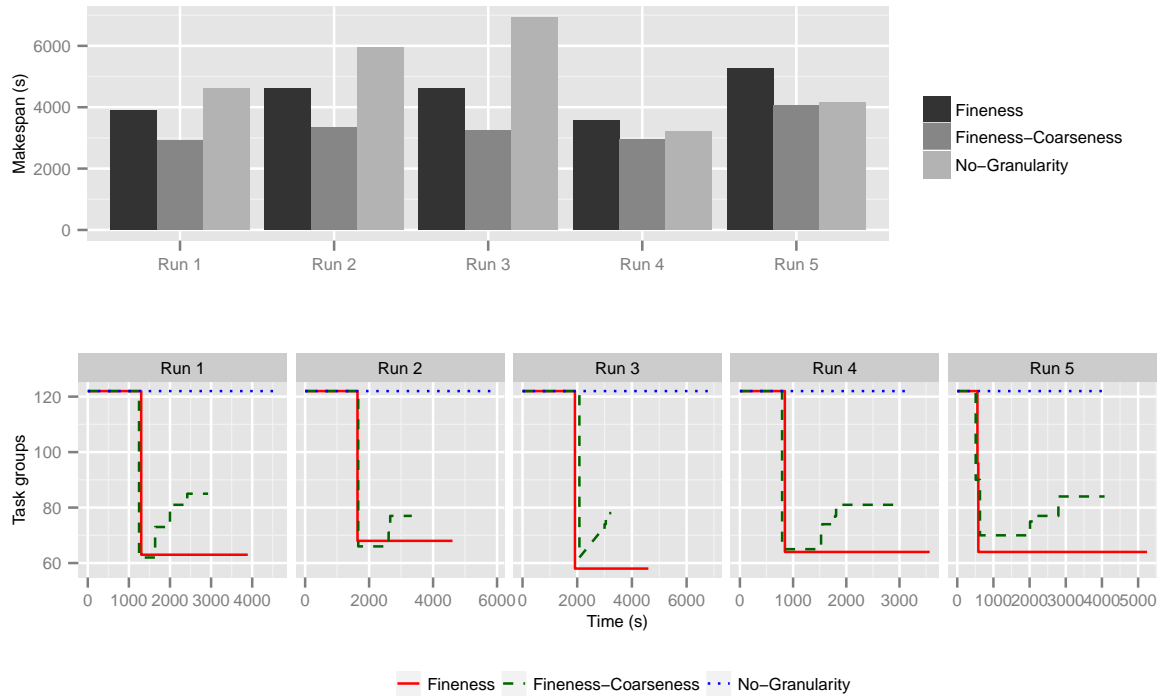 Makespan (s)
6000
4000
2000
0
Run 1
Run 2
Run 3
Run 4
Run 5
Fineness
Fineness−Coarseness
No−Granularity
Run 1
Run 2
Run 3
Run 4
Run 5
Task groups
120
100
80
60
0 1000 2000 3000 4000
0 2000 4000 6000
0 2000 4000 6000
0 1000 2000 3000
0 1000 2000 3000 4000 5000
Time (s)
Fineness Fineness−Coarseness No−Granularity